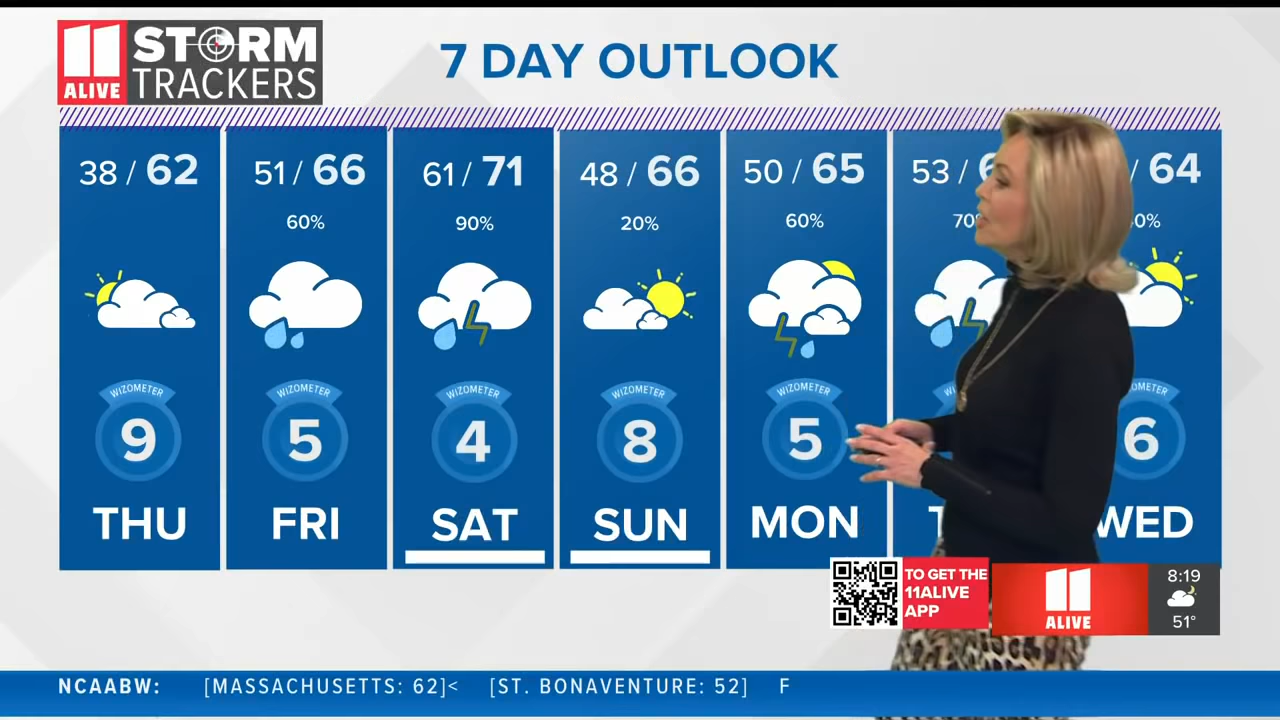 11 ALIVE
STORM
TRACKERS
7 DAY OUTLOOK
38 / 62
51 / 66
61 / 71
48 / 66
50 / 65
53 /
/ 64
60%
90%
20%
60%
WIZOMETER
WIZOMETER
WIZOMETER
WIZOMETER
WIZOMETER
9
5
4
8
5
6
THU
FRI
SAT
SUN
MON
WED
TO GET THE
11ALIVE
APP
11
ALIVE
8:19
51°
NCAABW: [MASSACHUSETTS: 62]< [ST. BONAVENTURE: 52] F